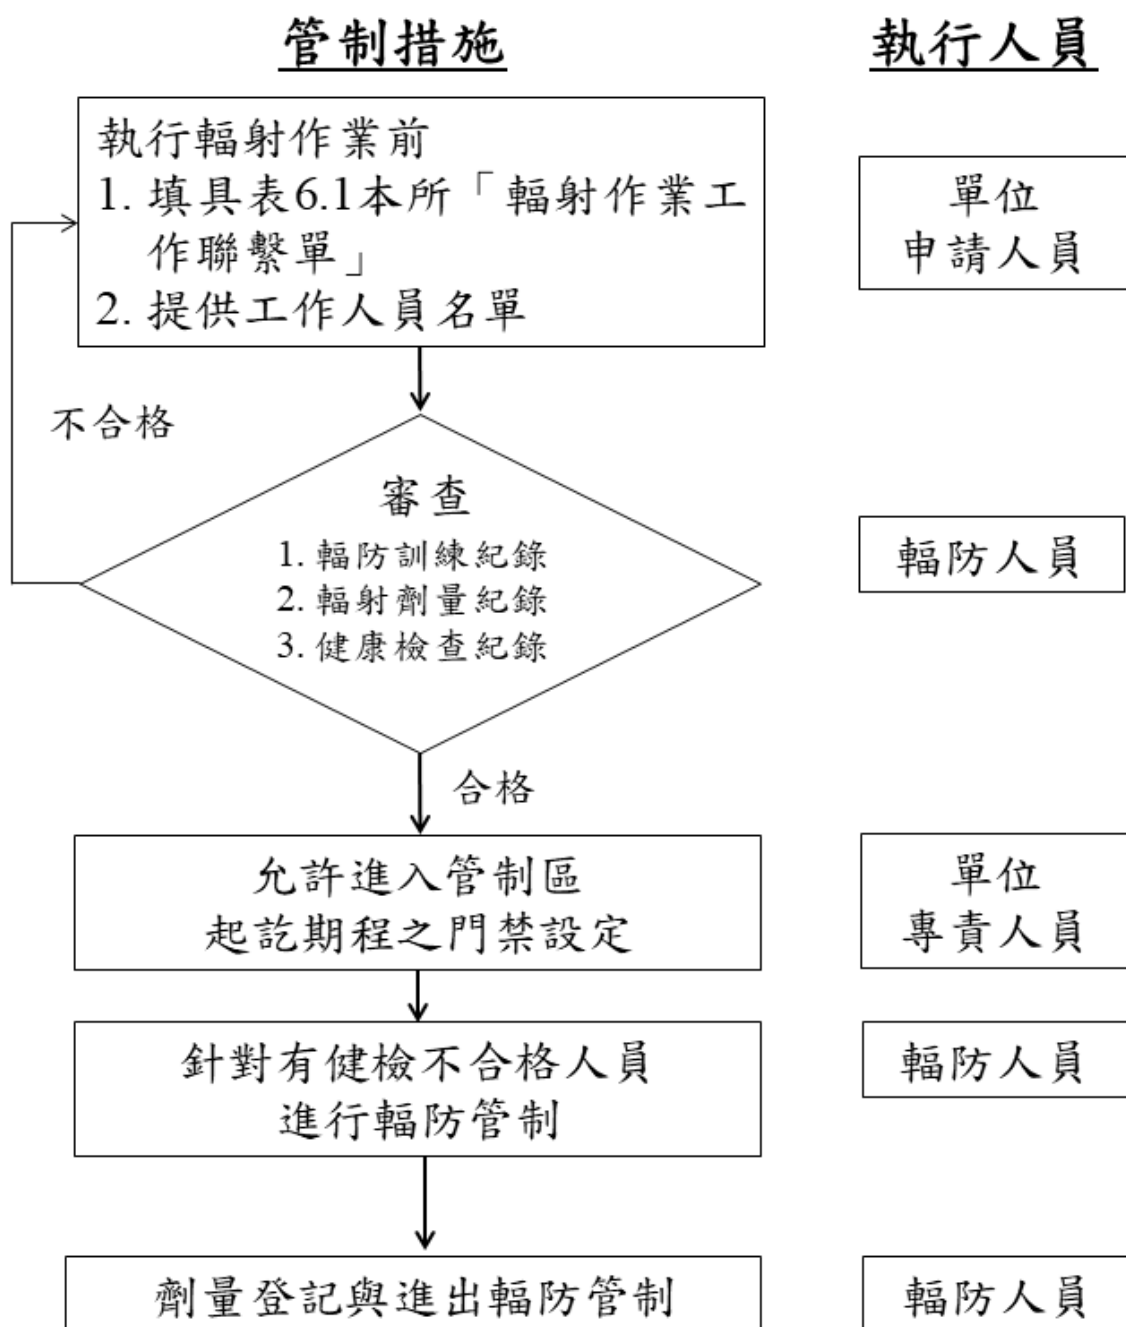 管制措施
執行人員
執行輻射作業前
1. 填具表6.1本所「輻射作業工
作聯繫單」
2. 提供工作人員名單
單位
申請人員
不合格
審查
1. 輻防訓練紀錄
2. 輻射劑量紀錄
3. 健康檢查紀錄
輻防人員
合格
允許進入管制區
起訖期程之門禁設定
單位
專責人員
針對有健檢不合格人員
進行輻防管制
輻防人員
劑量登記與進出輻防管制
輻防人員